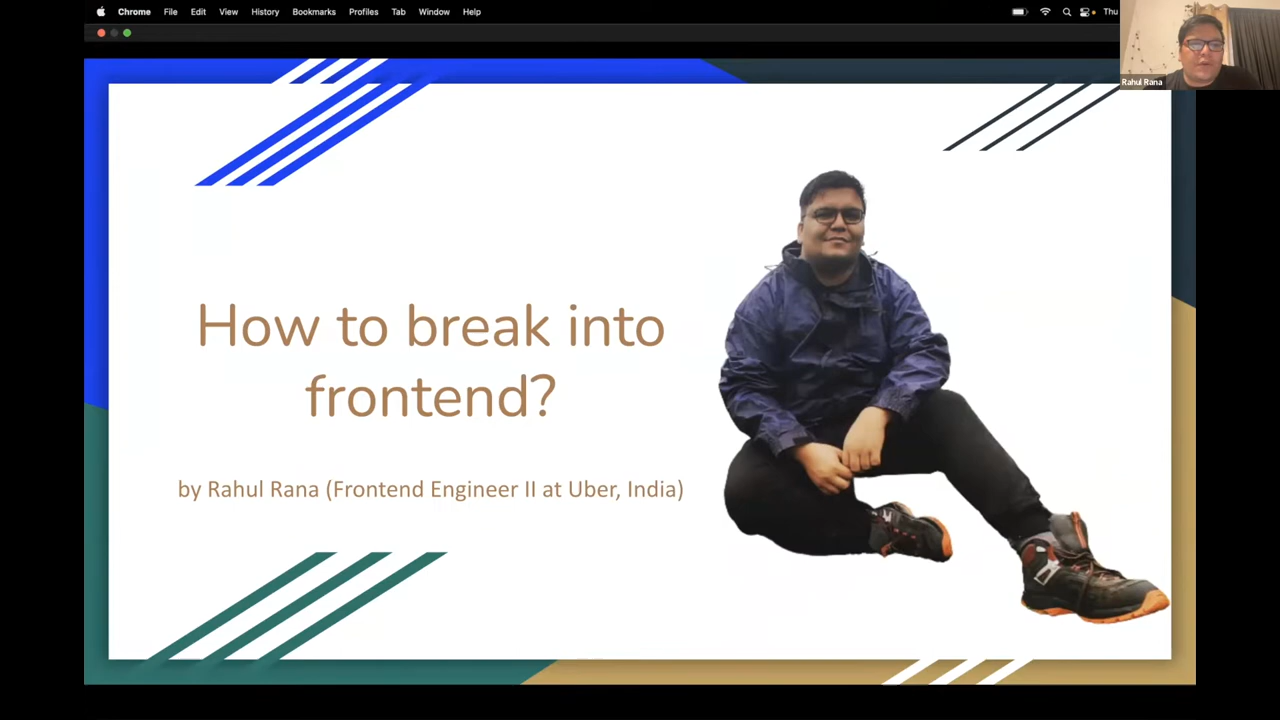 Chrome File Edit View History Bookmarks Profiles Tab Window Help Thu
Rahul Rana
How to break into
frontend?
by Rahul Rana (Frontend Engineer II at Uber, India)